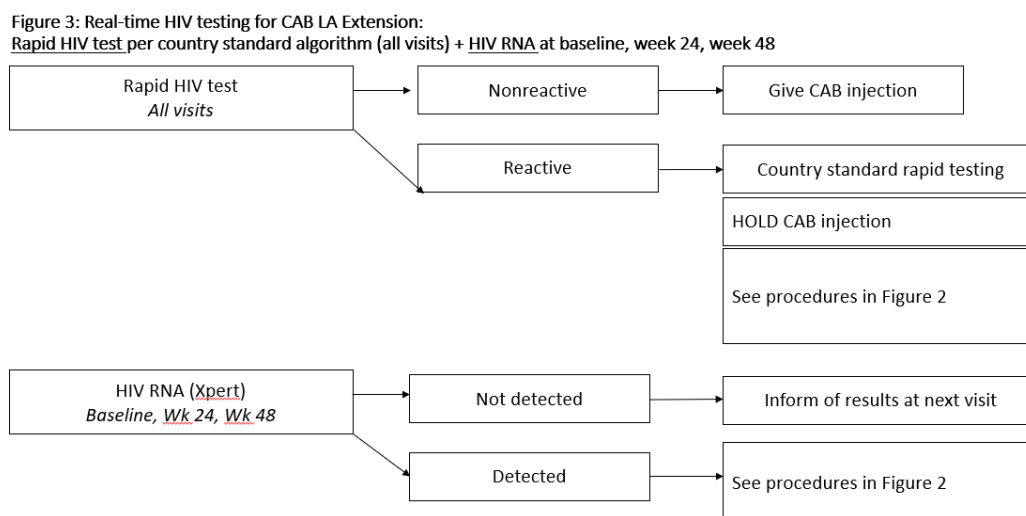 Figure 3: Real-time HIV testing for CAB LA Extension:
Rapid HIV test per country standard algorithm (all visits) + HIV RNA at baseline, week 24, week 48
Rapid HIV test
All visits
Nonreactive
Give CAB injection
Reactive
Country standard rapid testing
HOLD CAB injection
See procedures in Figure 2
HIV RNA (Xpert)
Baseline, Wk 24, Wk 48
Not detected
Inform of results at next visit
Detected
See procedures in Figure 2